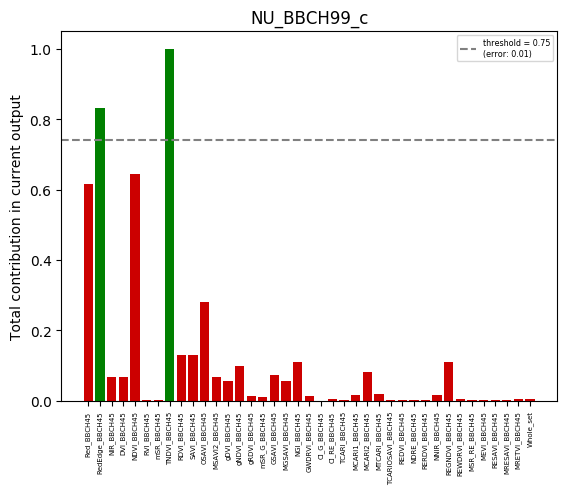 NU_BBCH99_c
Total contribution in current output
1.0
0.8
0.6
0.4
0.2
0.0
threshold = 0.75
(error: 0.01)
Red_BBCH45
RedEdge_BBCH45
NIR_BBCH45
DVI_BBCH45
NDVI_BBCH45
RVI_BBCH45
mSR_BBCH45
TNDVI_BBCH45
NDVI_BBCH45
SAVI_BBCH45
OSAVI_BBCH45
MSAVI2_BBCH45
gDVI_BBCH45
gNDVI_BBCH45
gRDVI_BBCH45
mSR_G_BBCH45
GSAVI_BBCH45
MGSAVI_BBCH45
NGI_BBCH45
GWDRVI_BBCH45
CI_G_BBCH45
CI_RE_BBCH45
TCARI_BBCH45
MCARI1_BBCH45
MCARI2_BBCH45
MTCARI_BBCH45
TCARIOSAVI_BBCH45
REDVI_BBCH45
NDRE_BBCH45
RERDVI_BBCH45
NNIR_BBCH45
REGNDVI_BBCH45
REWDRVI_BBCH45
MSR_RE_BBCH45
MEVI_BBCH45
RESAVI_BBCH45
MRESAVI_BBCH45
MRETVI_BBCH45
Whole_set